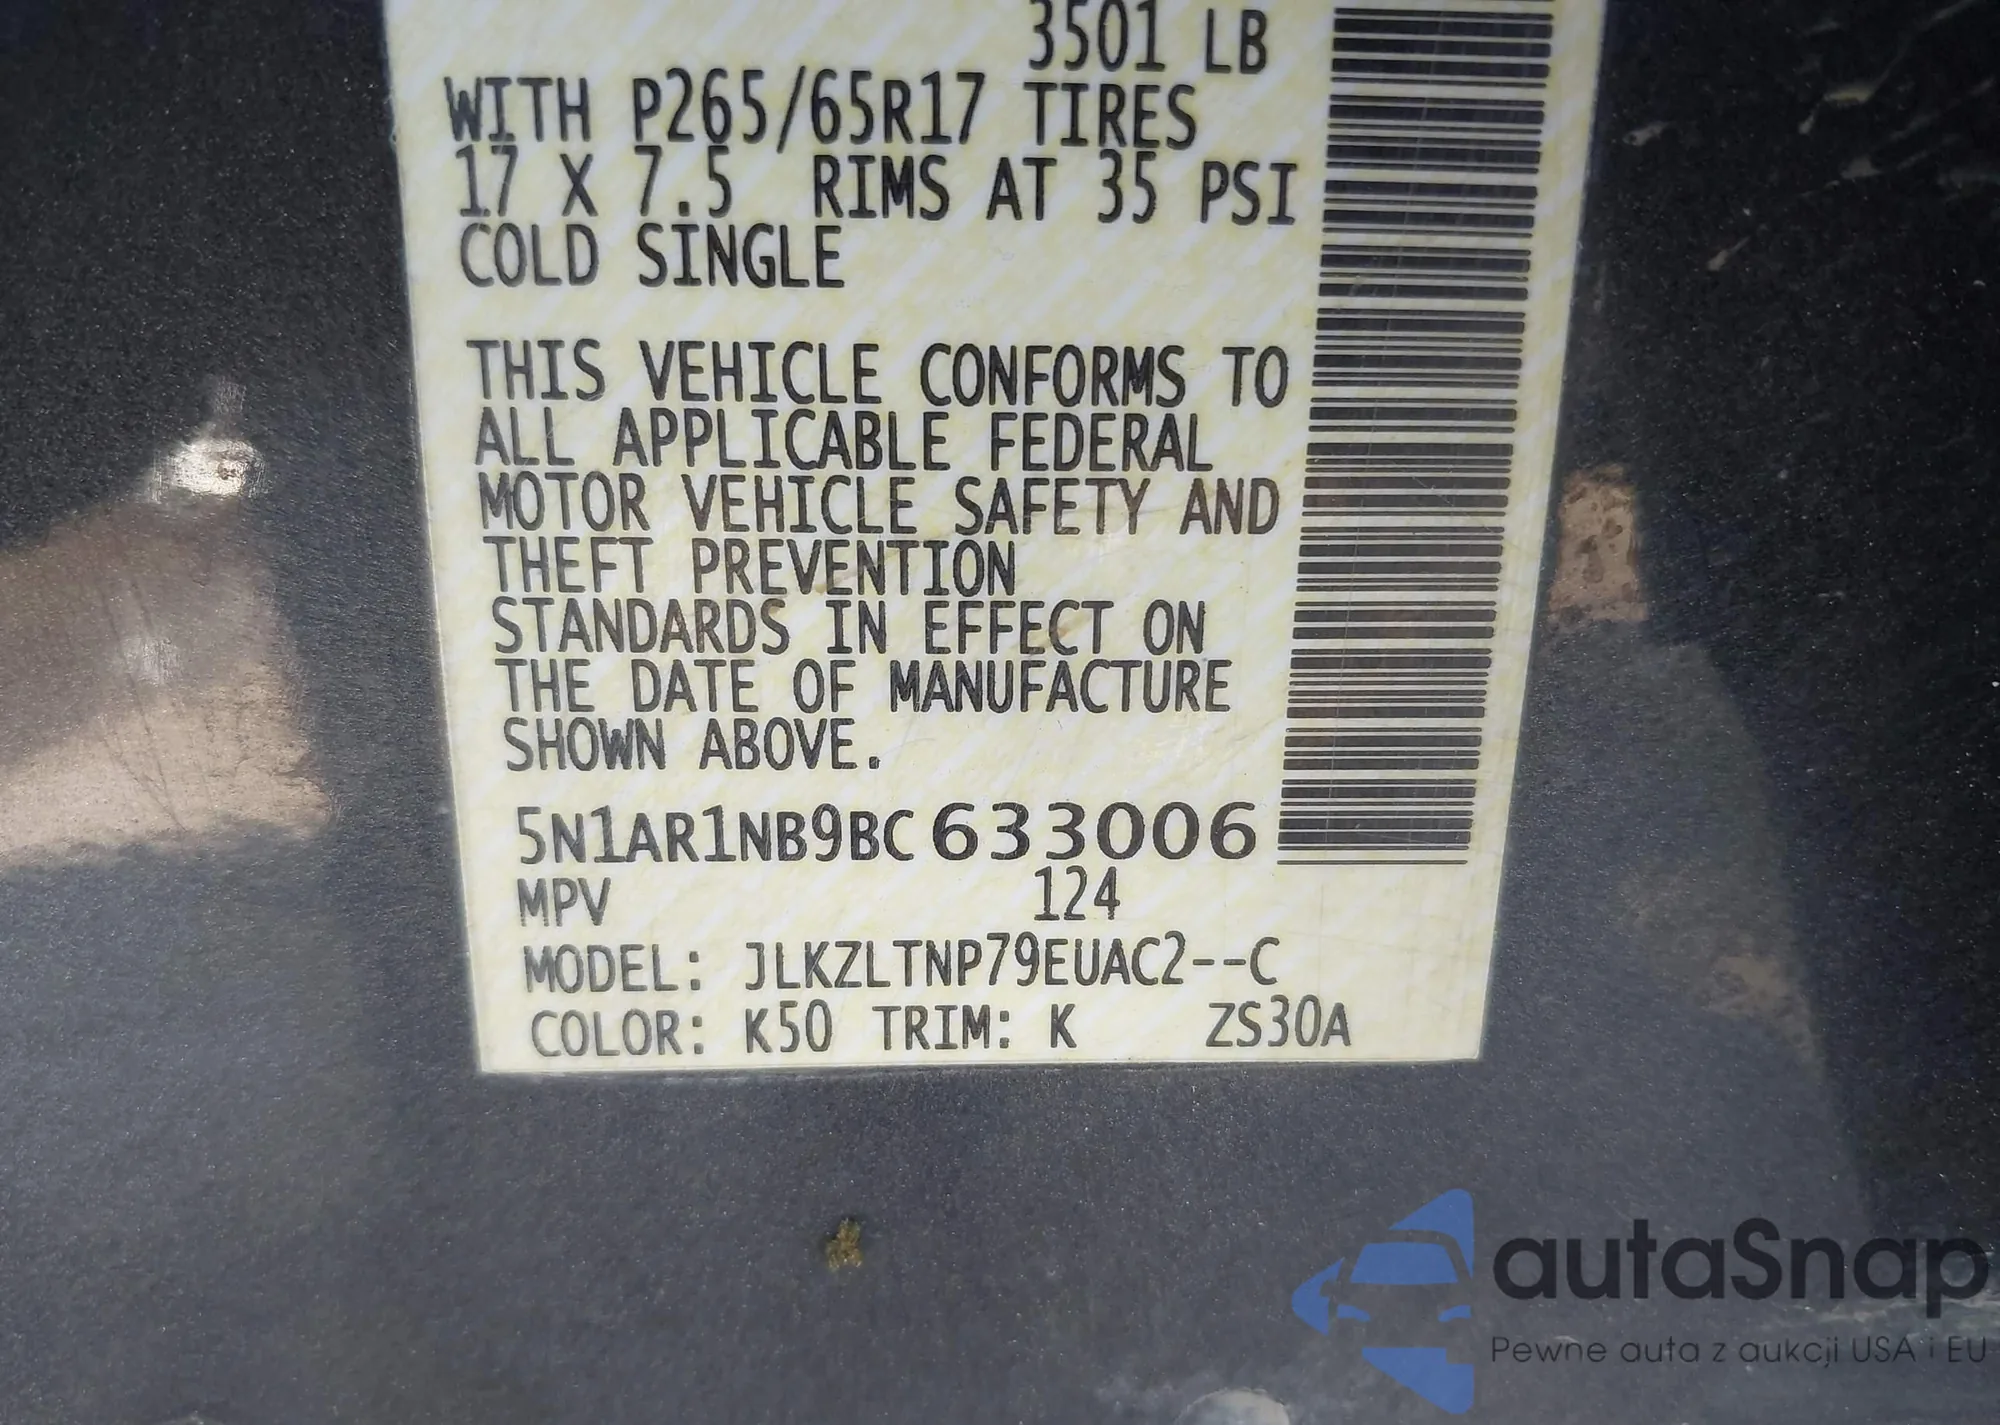 3501 LB
WITH P265/65R17 TIRES
17 X 7.5 RIMS AT 35 PSI
COLD SINGLE
THIS VEHICLE CONFORMS TO
ALL APPLICABLE FEDERAL
MOTOR VEHICLE SAFETY AND
THEFT PREVENTION
STANDARDS IN EFFECT ON
THE DATE OF MANUFACTURE
SHOWN ABOVE.
5N1AR1NB9BC633006
MPV 124
MODEL: JLKZLTNP79EUAC2--C
COLOR: K50 TRIM: K ZS30A
autaSnap
Pewne auta z aukcji USA i EU